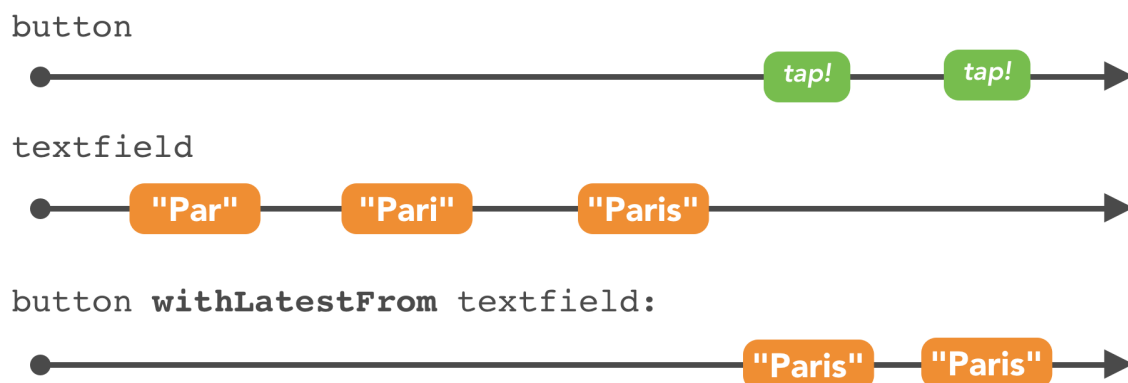 button
tap! tap!
textfield
"Par" "Pari" "Paris"
button withLatestFrom textfield:
"Paris" "Paris"